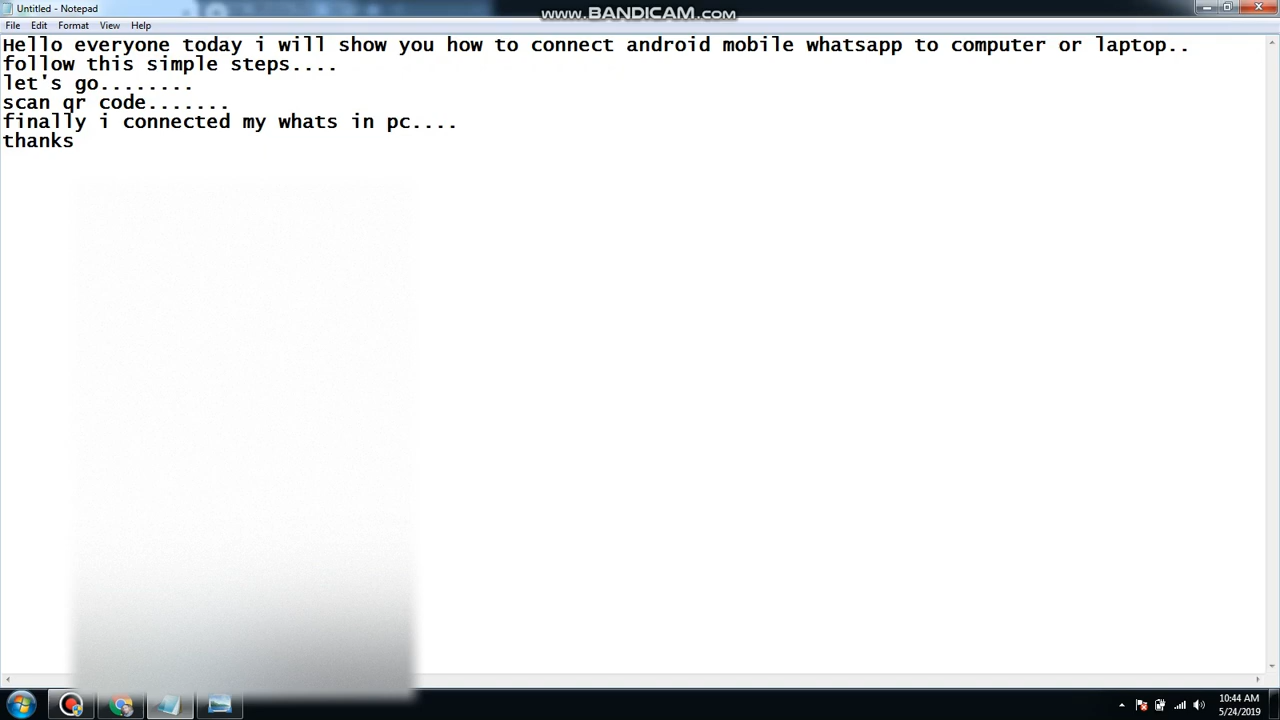 Untitled - Notepad
www.BANDICAM.com
File Edit Format View Help
Hello everyone today i will show you how to connect android mobile whatsapp to computer or laptop..
follow this simple steps....
let's go........
scan qr code.......
finally i connected my whats in pc....
thanks
10:44 AM
5/24/2019